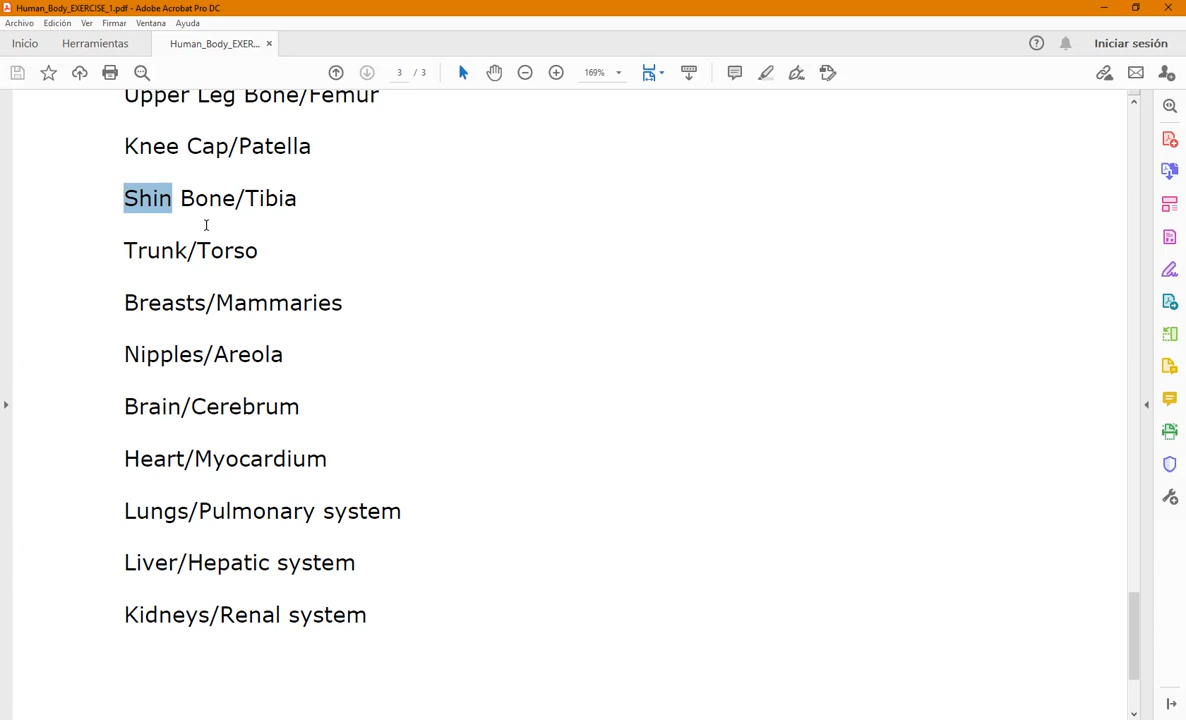 Human_Body_EXERCISE_1.pdf - Adobe Acrobat Pro DC
Archivo Edición Ver Firmar Ventana Ayuda
Inicio Herramientas Human_Body_EXER... × Iniciar sesión
3 / 3 169%
Upper Leg Bone/Femur
Knee Cap/Patella
Shin Bone/Tibia
Trunk/Torso
Breasts/Mammaries
Nipples/Areola
Brain/Cerebrum
Heart/Myocardium
Lungs/Pulmonary system
Liver/Hepatic system
Kidneys/Renal system